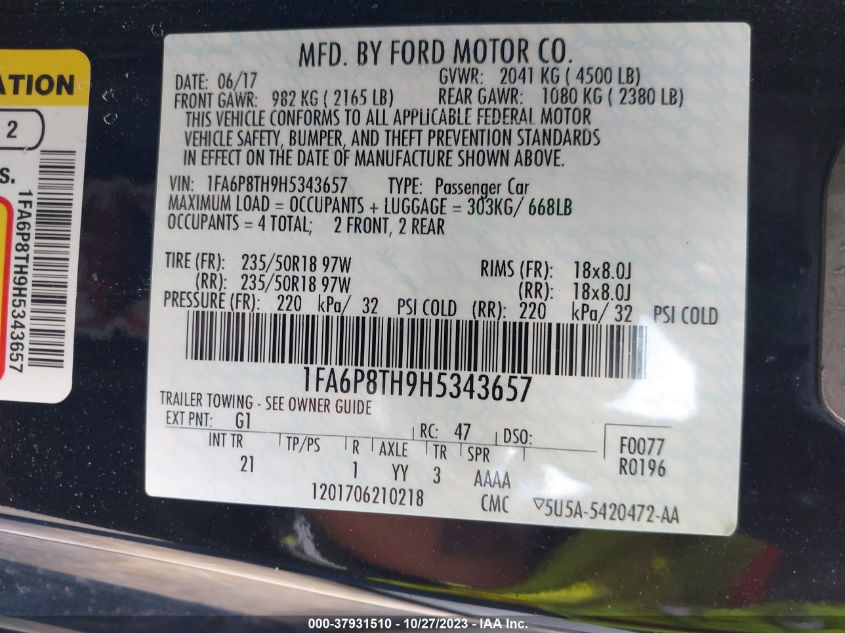 MFD. BY FORD MOTOR CO.
DATE: 06/17 GVWR: 2041 KG ( 4500 LB)
FRONT GAWR: 982 KG ( 2165 LB) REAR GAWR: 1080 KG ( 2380 LB)
THIS VEHICLE CONFORMS TO ALL APPLICABLE FEDERAL MOTOR
VEHICLE SAFETY, BUMPER, AND THEFT PREVENTION STANDARDS
IN EFFECT ON THE DATE OF MANUFACTURE SHOWN ABOVE.
VIN: 1FA6P8TH9H5343657 TYPE: Passenger Car
MAXIMUM LOAD = OCCUPANTS + LUGGAGE = 303KG/ 668LB
OCCUPANTS = 4 TOTAL; 2 FRONT, 2 REAR
TIRE (FR): 235/50R18 97W RIMS (FR): 18x8.0J
(RR): 235/50R18 97W (RR): 18x8.0J
PRESSURE (FR): 220 kPa/ 32 PSI COLD (RR): 220 kPa/ 32 PSI COLD
1FA6P8TH9H5343657
TRAILER TOWING - SEE OWNER GUIDE
EXT PNT: G1 RC: 47 DSO: F0077
INT TR TP/PS R AXLE TR SPR R0196
21 1 YY 3 AAAA
1201706210218 CMC ▽5U5A-5420472-AA
ATION
2
S.
1FA6P8TH9H5343657
000-37931510 - 10/27/2023 - IAA Inc.